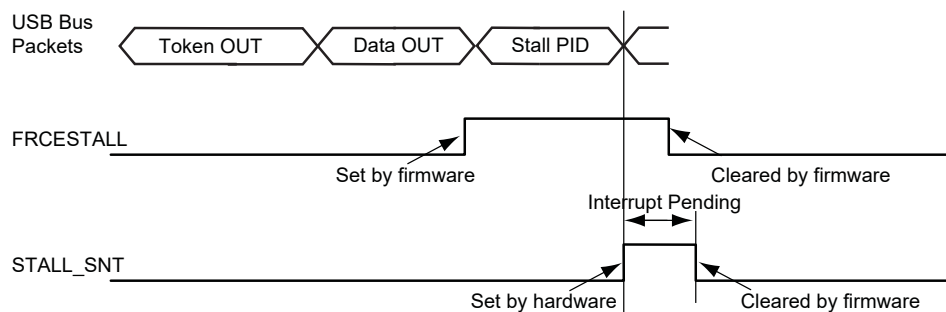 USB Bus
Packets
Token OUT Data OUT Stall PID
FRCESTALL
Set by firmware Cleared by firmware
Interrupt Pending
STALL_SNT
Set by hardware Cleared by firmware